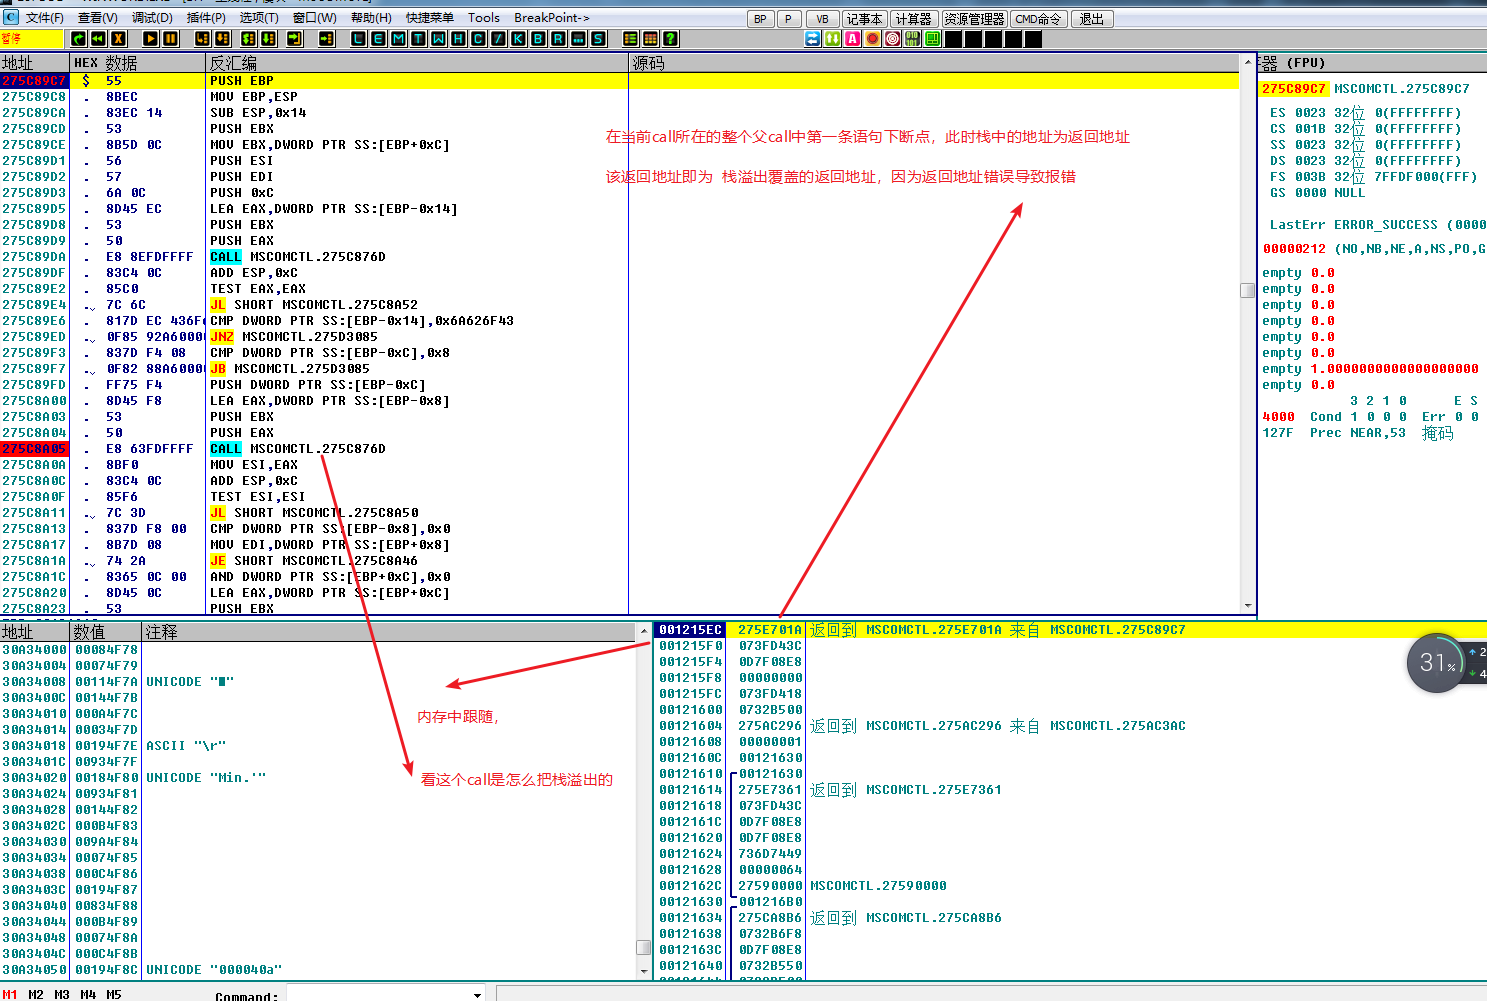 文件(F) 查看(V) 调试(D) 插件(P) 选项(T) 窗口(W) 帮助(H) 快捷菜单 Tools BreakPoint->
BP P VB 记事本 计算器 资源管理器 CMD命令 退出
暂停 L E M T W H C / K B R ... S ?
地址 HEX 数据 反汇编 源码
275C89C7 $ 55 PUSH EBP
275C89C8 . 8BEC MOV EBP,ESP
275C89CA . 83EC 14 SUB ESP,0x14
275C89CD . 53 PUSH EBX
275C89CE . 8B5D 0C MOV EBX,DWORD PTR SS:[EBP+0xC]
275C89D1 . 56 PUSH ESI
275C89D2 . 57 PUSH EDI
275C89D3 . 6A 0C PUSH 0xC
275C89D5 . 8D45 EC LEA EAX,DWORD PTR SS:[EBP-0x14]
275C89D8 . 53 PUSH EBX
275C89D9 . 50 PUSH EAX
275C89DA . E8 8EFDFFFF CALL MSCOMCTL.275C876D
275C89DF . 83C4 0C ADD ESP,0xC
275C89E2 . 85C0 TEST EAX,EAX
275C89E4 . 7C 6C JL SHORT MSCOMCTL.275C8A52
275C89E6 . 817D EC 436F CMP DWORD PTR SS:[EBP-0x14],0x6A626F43
275C89ED . 0F85 92A6000 JNZ MSCOMCTL.275D3085
275C89F3 . 837D F4 08 CMP DWORD PTR SS:[EBP-0xC],0x8
275C89F7 . 0F82 88A6000 JB MSCOMCTL.275D3085
275C89FD . FF75 F4 PUSH DWORD PTR SS:[EBP-0xC]
275C8A00 . 8D45 F8 LEA EAX,DWORD PTR SS:[EBP-0x8]
275C8A03 . 53 PUSH EBX
275C8A04 . 50 PUSH EAX
275C8A05 . E8 63FDFFFF CALL MSCOMCTL.275C876D
275C8A0A . 8BF0 MOV ESI,EAX
275C8A0C . 83C4 0C ADD ESP,0xC
275C8A0F . 85F6 TEST ESI,ESI
275C8A11 . 7C 3D JL SHORT MSCOMCTL.275C8A50
275C8A13 . 837D F8 00 CMP DWORD PTR SS:[EBP-0x8],0x0
275C8A17 . 8B7D 08 MOV EDI,DWORD PTR SS:[EBP+0x8]
275C8A1A . 74 2A JE SHORT MSCOMCTL.275C8A46
275C8A1C . 8365 0C 00 AND DWORD PTR SS:[EBP+0xC],0x0
275C8A20 . 8D45 0C LEA EAX,DWORD PTR SS:[EBP+0xC]
275C8A23 . 53 PUSH EBX
在当前call所在的整个父call中第一条语句下断点，此时栈中的地址为返回地址
该返回地址即为 栈溢出覆盖的返回地址，因为返回地址错误导致报错
器 (FPU)
275C89C7 MSCOMCTL.275C89C7
ES 0023 32位 0(FFFFFFFF)
CS 001B 32位 0(FFFFFFFF)
SS 0023 32位 0(FFFFFFFF)
DS 0023 32位 0(FFFFFFFF)
FS 003B 32位 7FFDF000(FFF)
GS 0000 NULL
LastErr ERROR_SUCCESS (0000
00000212 (NO,NB,NE,A,NS,PO,G
empty 0.0
empty 0.0
empty 0.0
empty 0.0
empty 0.0
empty 0.0
empty 1.0000000000000000000
empty 0.0
3 2 1 0 E S
4000 Cond 1 0 0 0 Err 0 0
127F Prec NEAR,53 掩码
地址 数值 注释
30A34000 00084F78
30A34004 00074F79
30A34008 00114F7A UNICODE "■"
30A3400C 00144F7B
30A34010 000A4F7C
30A34014 00034F7D
30A34018 00194F7E ASCII "\r"
30A3401C 00934F7F
30A34020 00184F80 UNICODE "Min.'"
30A34024 00934F81
30A34028 00144F82
30A3402C 000B4F83
30A34030 009A4F84
30A34034 00074F85
30A34038 000C4F86
30A3403C 00194F87
30A34040 00834F88
30A34044 000B4F89
30A34048 00074F8A
30A3404C 000C4F8B
30A34050 00194F8C UNICODE "000040a"
内存中跟随，
看这个call是怎么把栈溢出的
001215EC 275E701A 返回到 MSCOMCTL.275E701A 来自 MSCOMCTL.275C89C7
001215F0 073FD43C
001215F4 0D7F08E8
001215F8 00000000
001215FC 073FD418
00121600 0732B500
00121604 275AC296 返回到 MSCOMCTL.275AC296 来自 MSCOMCTL.275AC3AC
00121608 00000001
0012160C 00121630
00121610 00121630
00121614 275E7361 返回到 MSCOMCTL.275E7361
00121618 073FD43C
0012161C 0D7F08E8
00121620 0D7F08E8
00121624 736D7449
00121628 00000064
0012162C 27590000 MSCOMCTL.27590000
00121630 001216B0
00121634 275CA8B6 返回到 MSCOMCTL.275CA8B6
00121638 0732B6F8
0012163C 0D7F08E8
00121640 0732B550
31%
2
4
M1 M2 M3 M4 M5 Command: